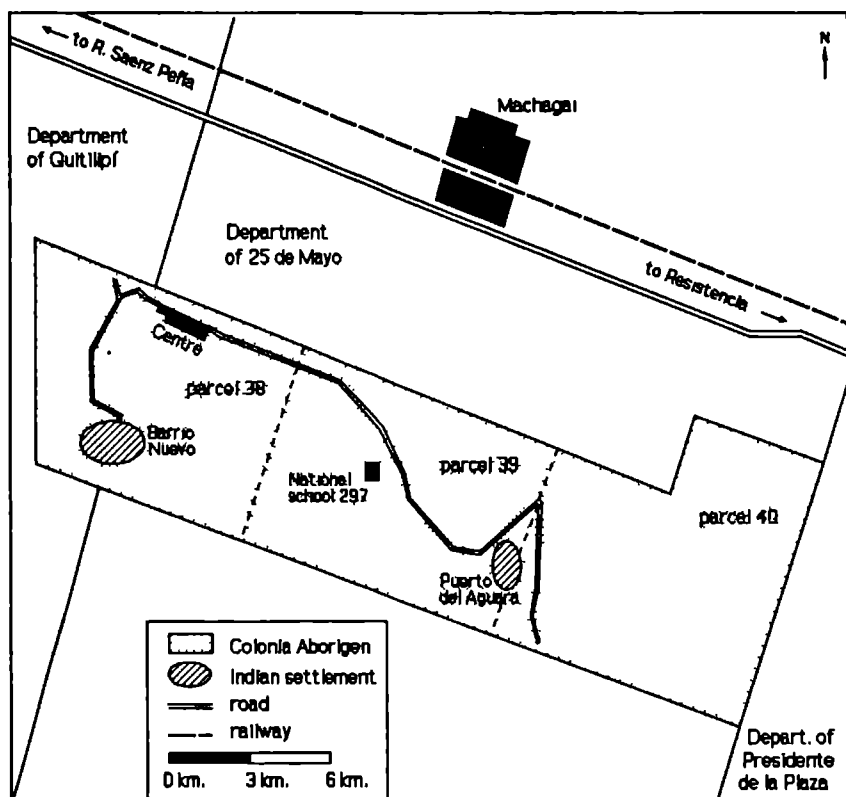 to R. Saenz Peña
N
Machagai
Department
of Quitilipi
Department
of 25 de Mayo
to Resistencia
Centre
parcel 38
Barrio
Nuevo
parcel 39
National
school 297
parcel 40
Puerto
del Aguara
Colonia Aborigen
Indian settlement
road
railway
0 km. 3 km. 6 km.
Depart. of
Presidente
de la Plaza